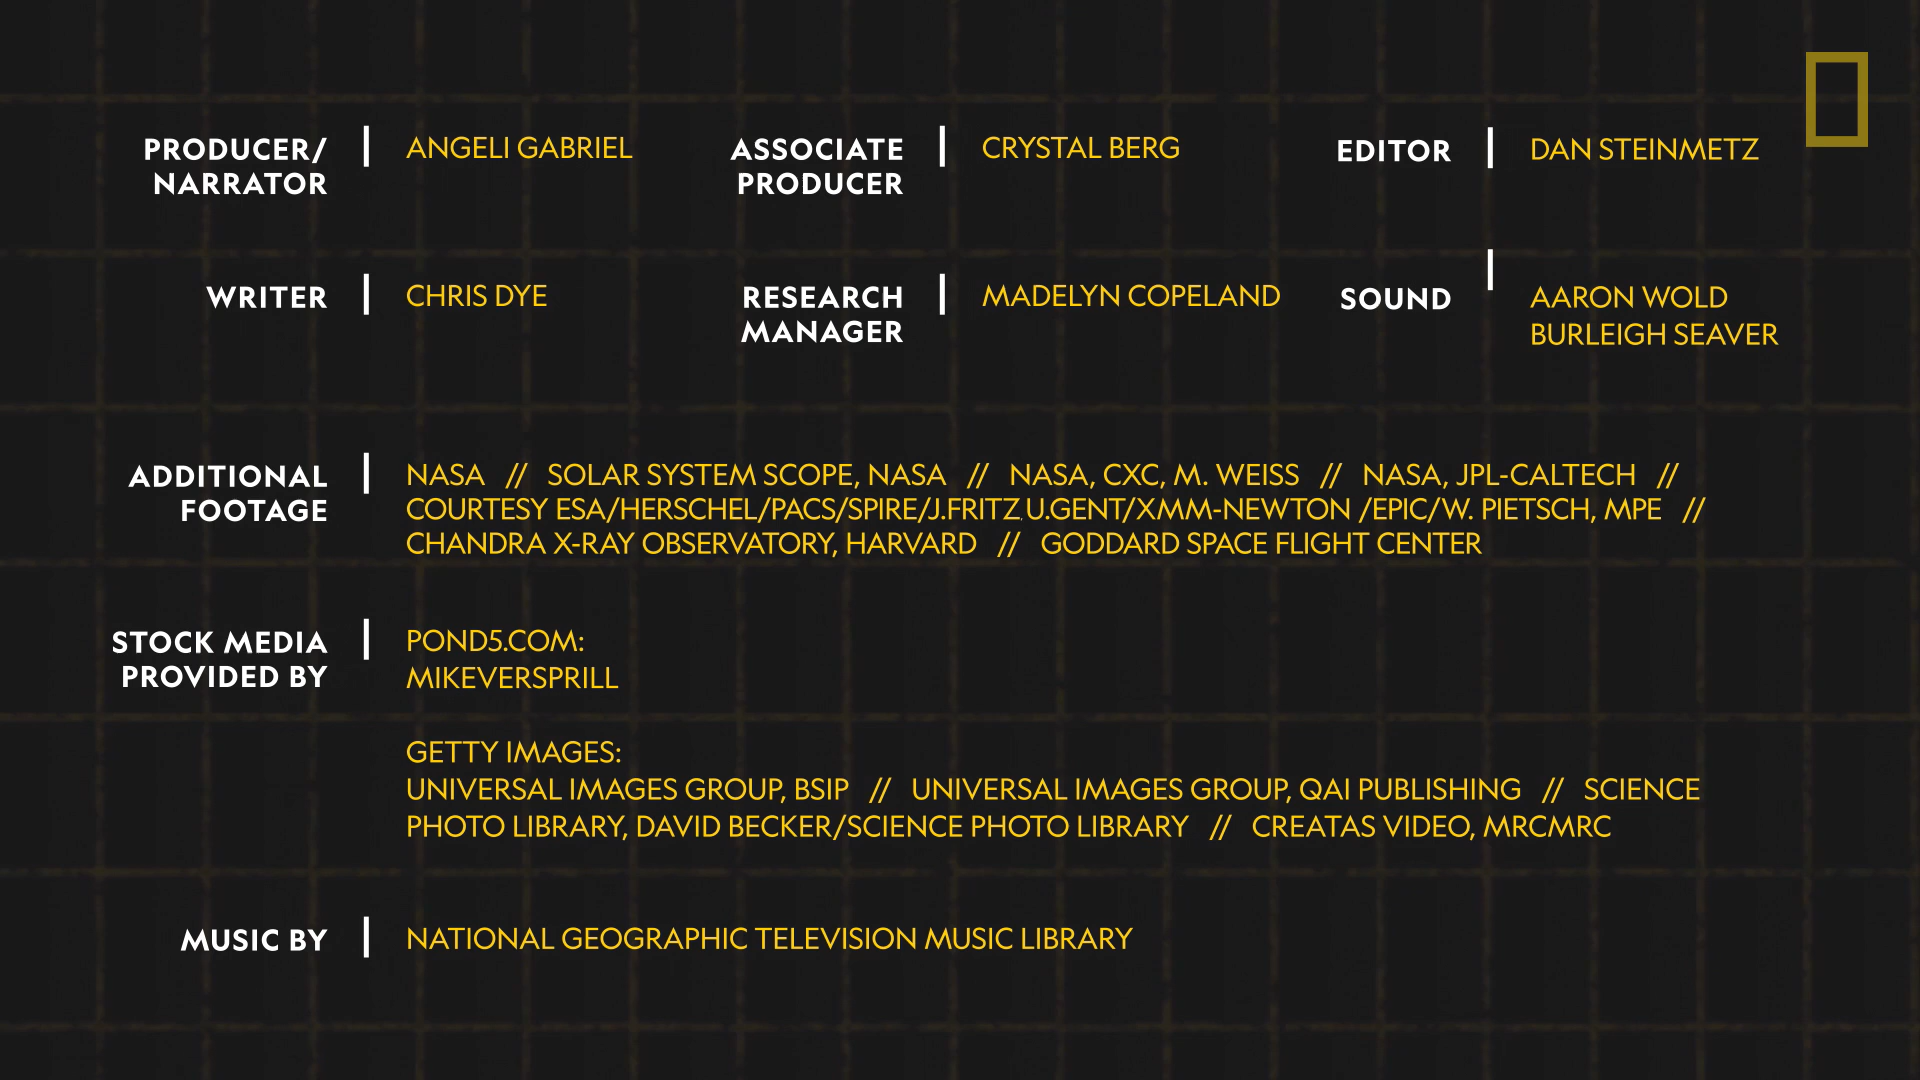 PRODUCER/ | ANGELI GABRIEL
NARRATOR
ASSOCIATE | CRYSTAL BERG
PRODUCER
EDITOR | DAN STEINMETZ
WRITER | CHRIS DYE
RESEARCH | MADELYN COPELAND
MANAGER
SOUND | AARON WOLD
BURLEIGH SEAVER
ADDITIONAL | NASA // SOLAR SYSTEM SCOPE, NASA // NASA, CXC, M. WEISS // NASA, JPL-CALTECH //
FOOTAGE COURTESY ESA/HERSCHEL/PACS/SPIRE/J.FRITZ U.GENT/XMM-NEWTON /EPIC/W. PIETSCH, MPE //
CHANDRA X-RAY OBSERVATORY, HARVARD // GODDARD SPACE FLIGHT CENTER
STOCK MEDIA | POND5.COM:
PROVIDED BY MIKEVERSPRILL
GETTY IMAGES:
UNIVERSAL IMAGES GROUP, BSIP // UNIVERSAL IMAGES GROUP, QAI PUBLISHING // SCIENCE
PHOTO LIBRARY, DAVID BECKER/SCIENCE PHOTO LIBRARY // CREATAS VIDEO, MRCMRC
MUSIC BY | NATIONAL GEOGRAPHIC TELEVISION MUSIC LIBRARY